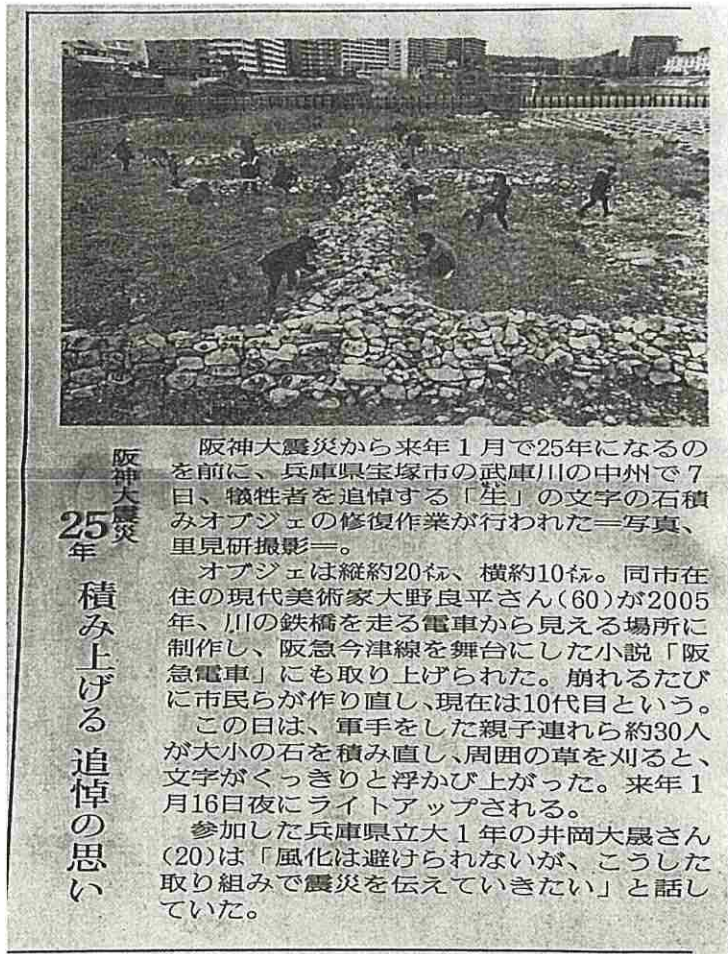 阪神大震災
25年 積み上げる 追悼の思い
阪神大震災から来年1月で25年になるの
を前に、兵庫県宝塚市の武庫川の中州で7
日、犠牲者を追悼する「生」の文字の石積
みオブジェの修復作業が行われた=写真、
里見研撮影=。
オブジェは縦約20㍍、横約10㍍。同市在
住の現代美術家大野良平さん(60)が2005
年、川の鉄橋を走る電車から見える場所に
制作し、阪急今津線を舞台にした小説「阪
急電車」にも取り上げられた。崩れるたび
に市民らが作り直し、現在は10代目という。
この日は、軍手をした親子連れら約30人
が大小の石を積み直し、周囲の草を刈ると、
文字がくっきりと浮かび上がった。来年1
月16日夜にライトアップされる。
参加した兵庫県立大1年の井岡大晟さん
(20)は「風化は避けられないが、こうした
取り組みで震災を伝えていきたい」と話し
ていた。